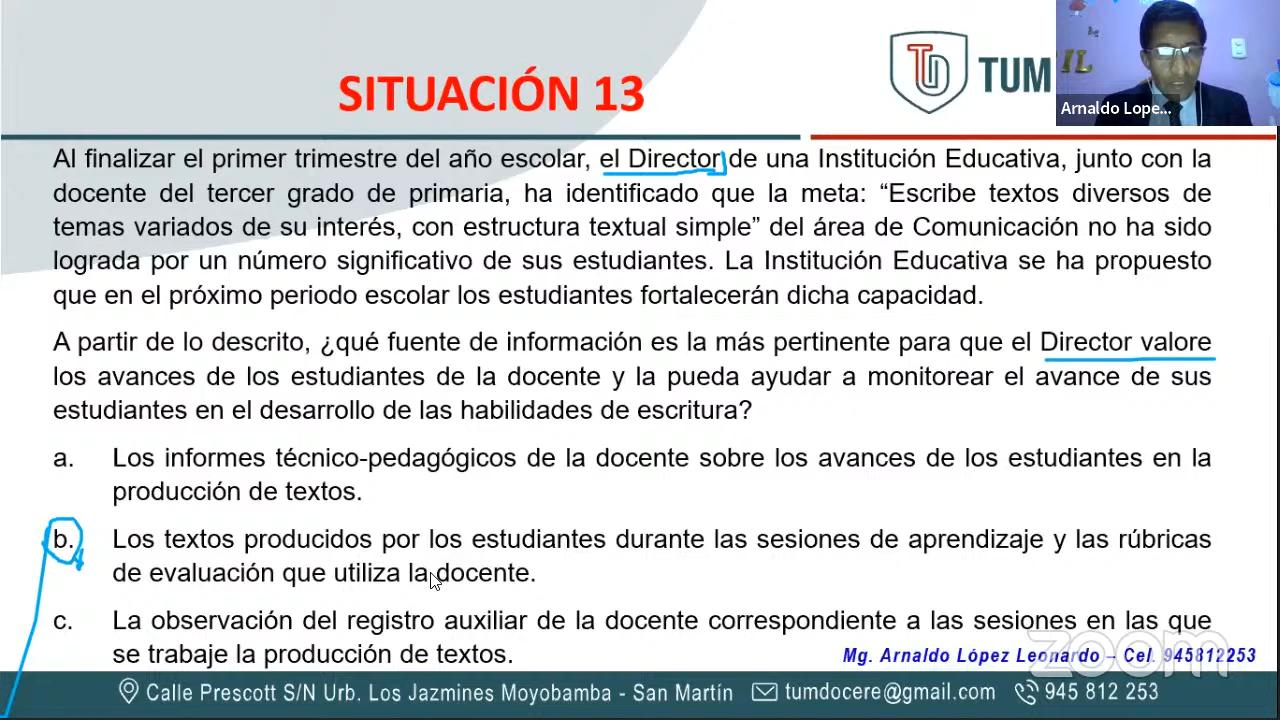 SITUACIÓN 13
TUM
IL
Arnaldo Lope...
Al finalizar el primer trimestre del año escolar, el Director de una Institución Educativa, junto con la
docente del tercer grado de primaria, ha identificado que la meta: “Escribe textos diversos de
temas variados de su interés, con estructura textual simple” del área de Comunicación no ha sido
lograda por un número significativo de sus estudiantes. La Institución Educativa se ha propuesto
que en el próximo periodo escolar los estudiantes fortalecerán dicha capacidad.
A partir de lo descrito, ¿qué fuente de información es la más pertinente para que el Director valore
los avances de los estudiantes de la docente y la pueda ayudar a monitorear el avance de sus
estudiantes en el desarrollo de las habilidades de escritura?
a. Los informes técnico-pedagógicos de la docente sobre los avances de los estudiantes en la
producción de textos.
b. Los textos producidos por los estudiantes durante las sesiones de aprendizaje y las rúbricas
de evaluación que utiliza la docente.
c. La observación del registro auxiliar de la docente correspondiente a las sesiones en las que
se trabaje la producción de textos.
zoom
Mg. Arnaldo López Leonardo – Cel. 945812253
Calle Prescott S/N Urb. Los Jazmines Moyobamba - San Martín tumdocere@gmail.com 945 812 253